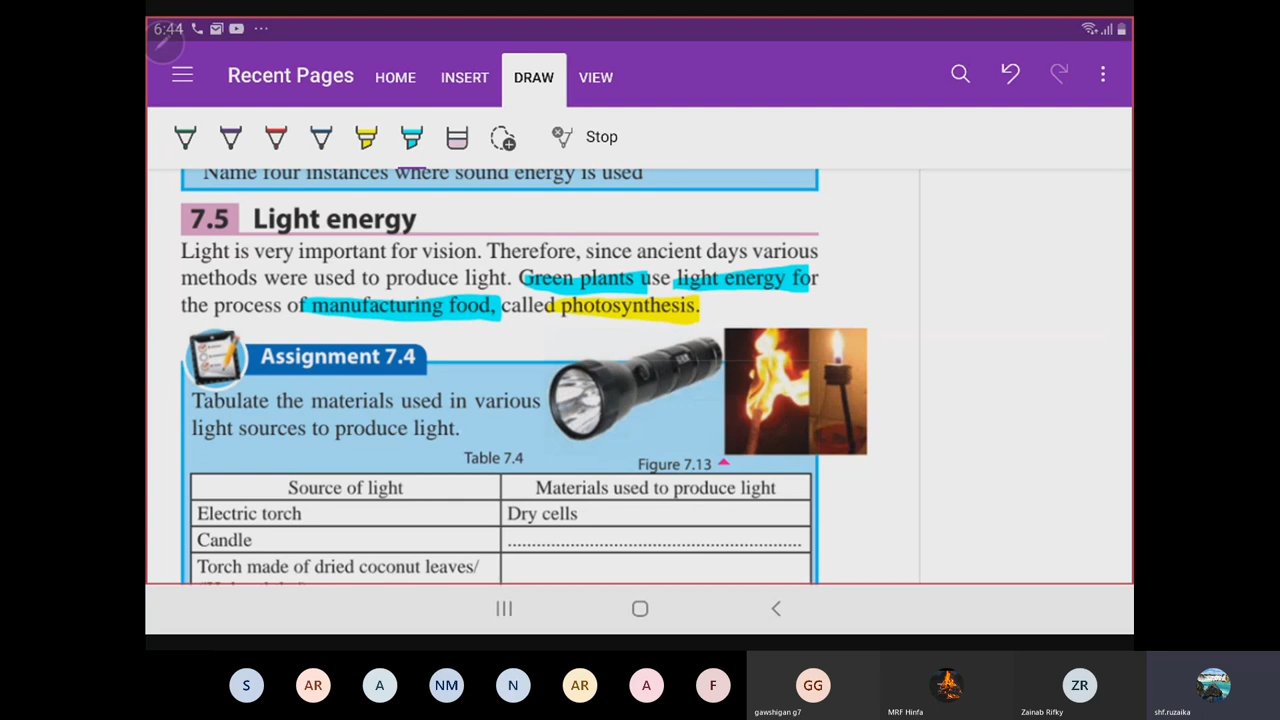 6:44
Recent Pages HOME INSERT DRAW VIEW
Stop
Name four instances where sound energy is used
7.5 Light energy
Light is very important for vision. Therefore, since ancient days various
methods were used to produce light. Green plants use light energy for
the process of manufacturing food, called photosynthesis.
Assignment 7.4
Tabulate the materials used in various
light sources to produce light.
Table 7.4
Figure 7.13
Source of light Materials used to produce light
Electric torch Dry cells
Candle ............................................................
Torch made of dried coconut leaves/
S AR A NM N AR A F GG ZR
gawshigan g7 MRF Hinfa Zainab Rifky shf.ruzaika